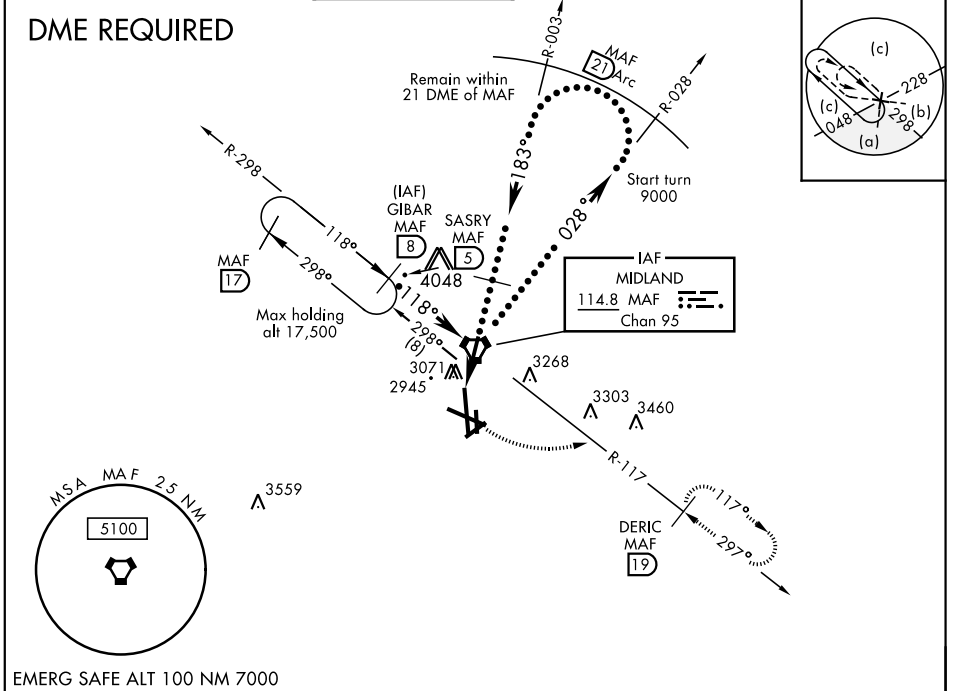 DME REQUIRED
R-003
MAF
21 Arc
R-028
Remain within
21 DME of MAF
183°
028°
Start turn
9000
(c)
228
(c)
048
298
(b)
(a)
R-298
(IAF)
GIBAR
MAF
8
SASRY
MAF
5
4048
118°
298°
MAF
17
Max holding
alt 17,500
118°
298°
(8)
IAF
MIDLAND
114.8 MAF
Chan 95
3071
2945
3268
3303
3460
R-117
3559
MSA MAF 25 NM
5100
DERIC
MAF
19
117°
297°
EMERG SAFE ALT 100 NM 7000